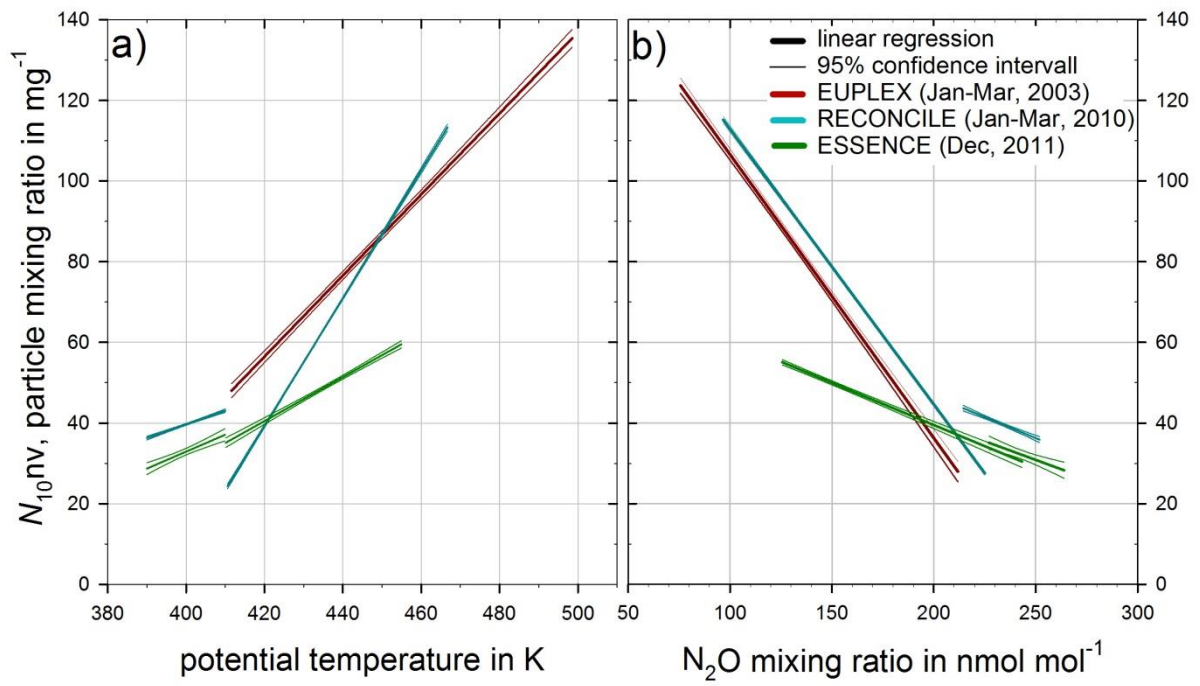 a)
140
120
100
80
60
40
20
0
N10nv, particle mixing ratio in mg-1
380 400 420 440 460 480 500
potential temperature in K
b)
linear regression
95% confidence intervall
EUPLEX (Jan-Mar, 2003)
RECONCILE (Jan-Mar, 2010)
ESSENCE (Dec, 2011)
140
120
100
80
60
40
20
0
50 100 150 200 250 300
N2O mixing ratio in nmol mol-1